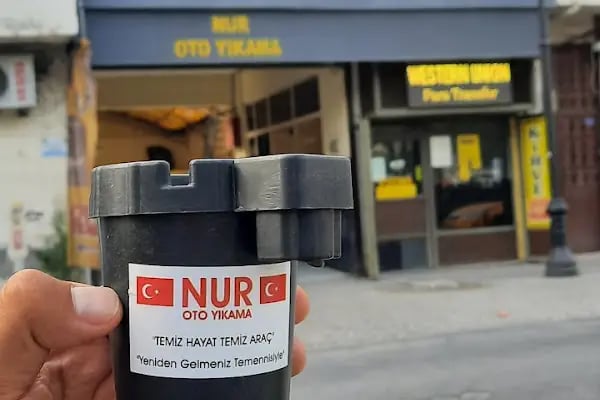 NUR
OTO YIKAMA
WESTERN UNION
Para Transfer
NUR
OTO YIKAMA
"TEMİZ HAYAT TEMİZ ARAÇ"
"Yeniden Gelmeniz Temennisiyle"